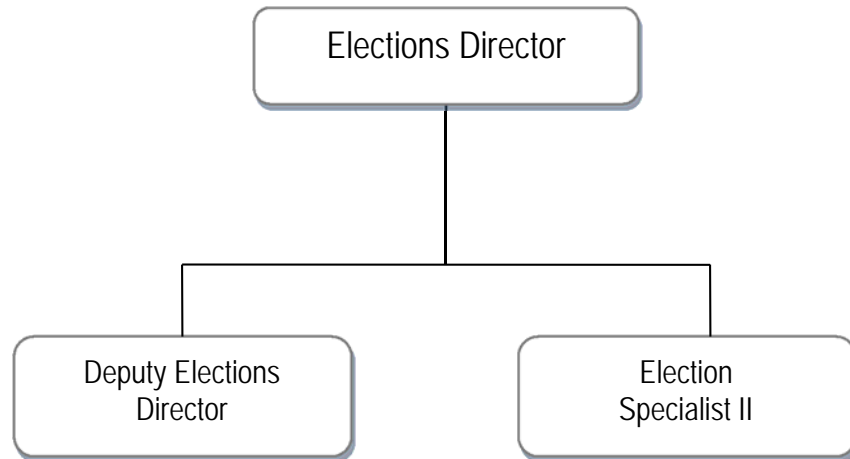 Elections Director
Deputy Elections
Director
Election
Specialist II